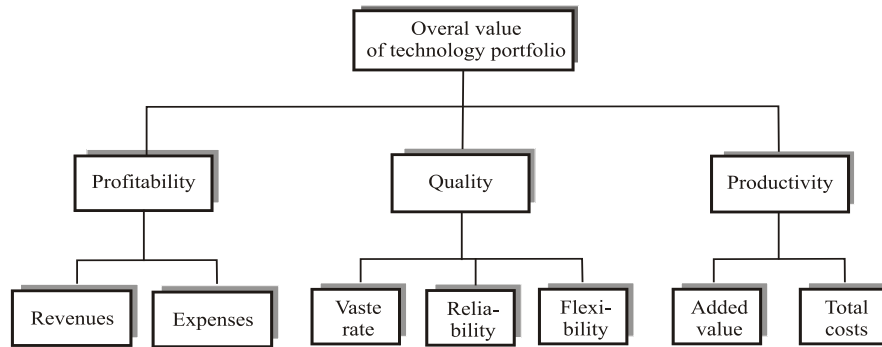 Overal value
of technology portfolio
Profitability
Quality
Productivity
Revenues
Expenses
Vaste
rate
Relia-
bility
Flexi-
bility
Added
value
Total
costs